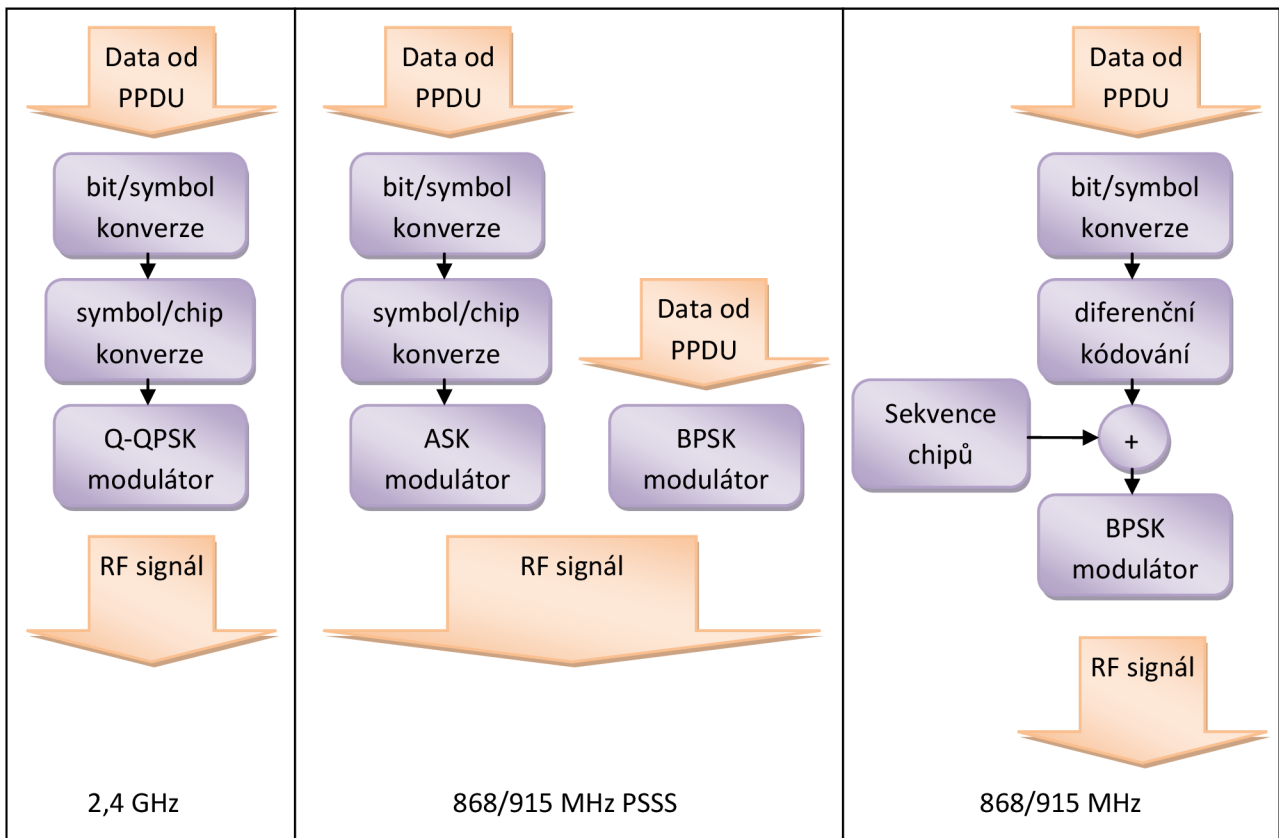 Data od
PPDU
bit/symbol
konverze
symbol/chip
konverze
Q-QPSK
modulátor
RF signál
2,4 GHz
Data od
PPDU
bit/symbol
konverze
symbol/chip
konverze
ASK
modulátor
Data od
PPDU
BPSK
modulátor
RF signál
868/915 MHz PSSS
Data od
PPDU
bit/symbol
konverze
diferenční
kódování
Sekvence
chipů
+
BPSK
modulátor
RF signál
868/915 MHz